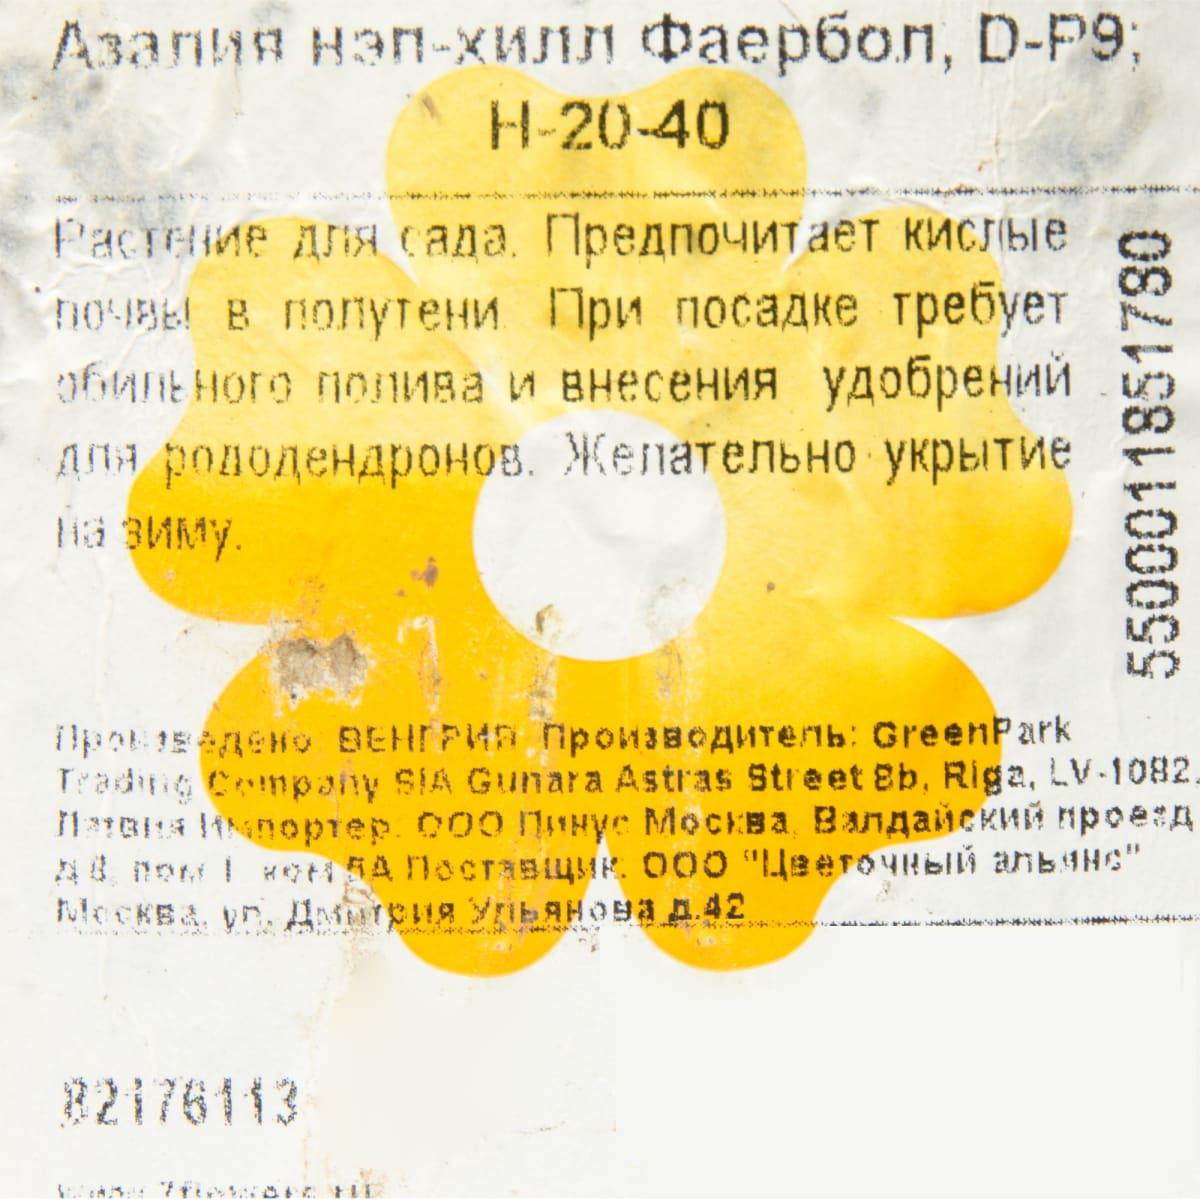 Азалия нэп-хилл Фаербол, D-P9;
H-20-40
Растение для сада. Предпочитает кислые
почвы в полутени. При посадке требует
обильного полива и внесения удобрений
для рододендронов. Желательно укрытие
на зиму.
5500011851780
Произведено: ВЕНГРИЯ Производитель: GreenPark
Trading Company SIA Gunara Astras Street 8b, Riga, LV-1082.
Латвия Импортер: ООО Пинус Москва, Валдайский проезд
д 8, пом I ком 5А Поставщик: ООО "Цветочный альянс"
Москва, ул. Дмитрия Ульянова д.42
82176113
www.7flowers.ru